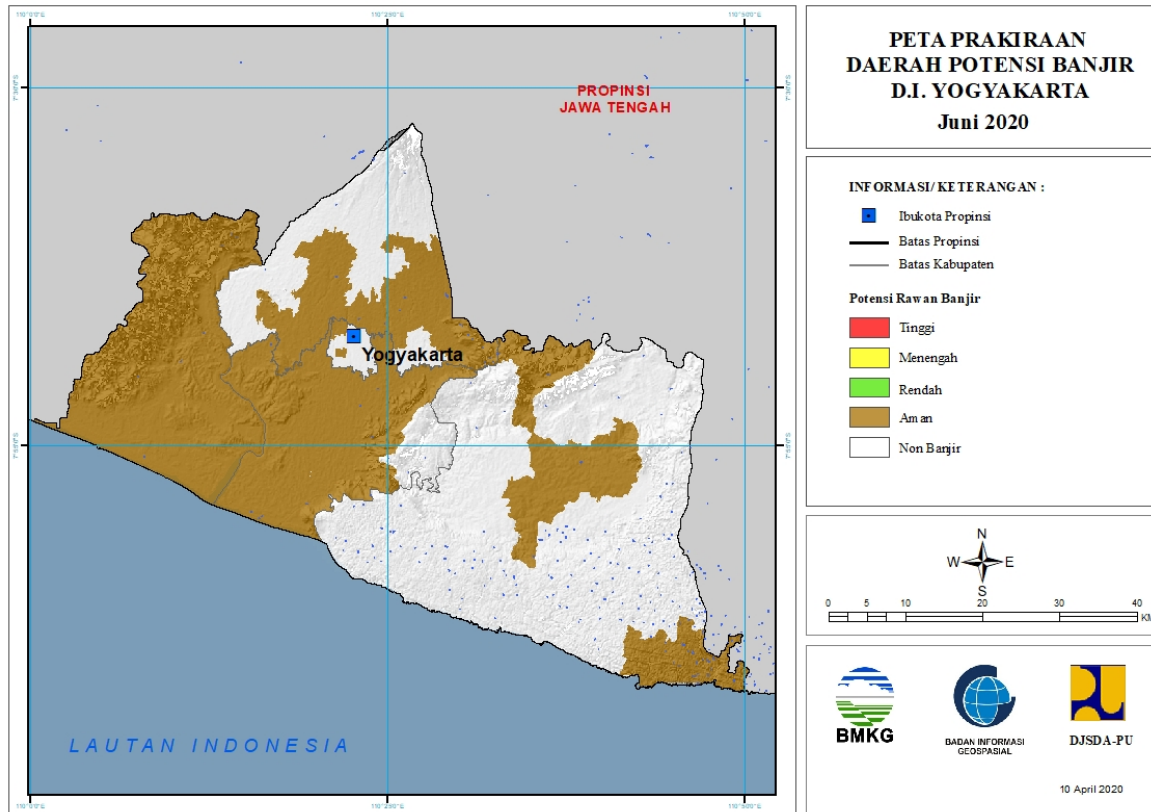 PETA PRAKIRAAN
DAERAH POTENSI BANJIR
D.I. YOGYAKARTA
Juni 2020
INFORMASI/ KETERANGAN :
Ibukota Propinsi
Batas Propinsi
Batas Kabupaten
Potensi Rawan Banjir
Tinggi
Menengah
Rendah
Aman
Non Banjir
N
W E
S
0 5 10 20 30 40
KM
BMKG
BADAN INFORMASI
GEOSPASIAL
DJSDA-PU
10 April 2020
PROPINSI
JAWA TENGAH
Yogyakarta
LAUTAN INDONESIA